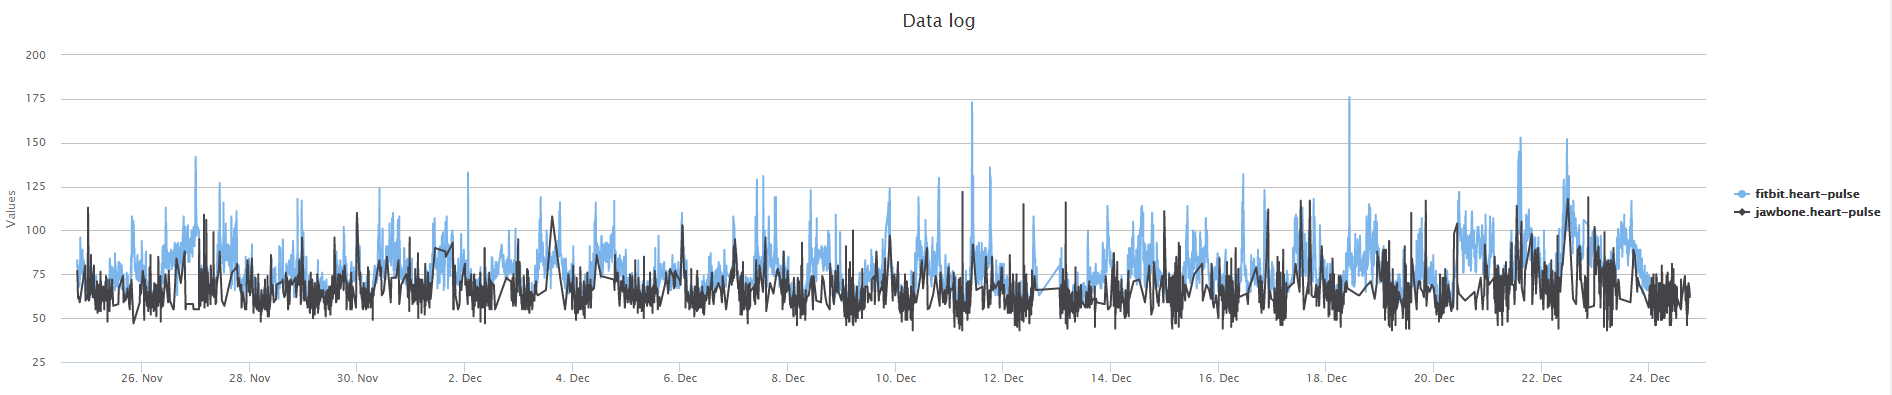 Data log
200
175
150
125
100
75
50
25
Values
26. Nov 28. Nov 30. Nov 2. Dec 4. Dec 6. Dec 8. Dec 10. Dec 12. Dec 14. Dec 16. Dec 18. Dec 20. Dec 22. Dec 24. Dec
fitbit.heart-pulse
jawbone.heart-pulse